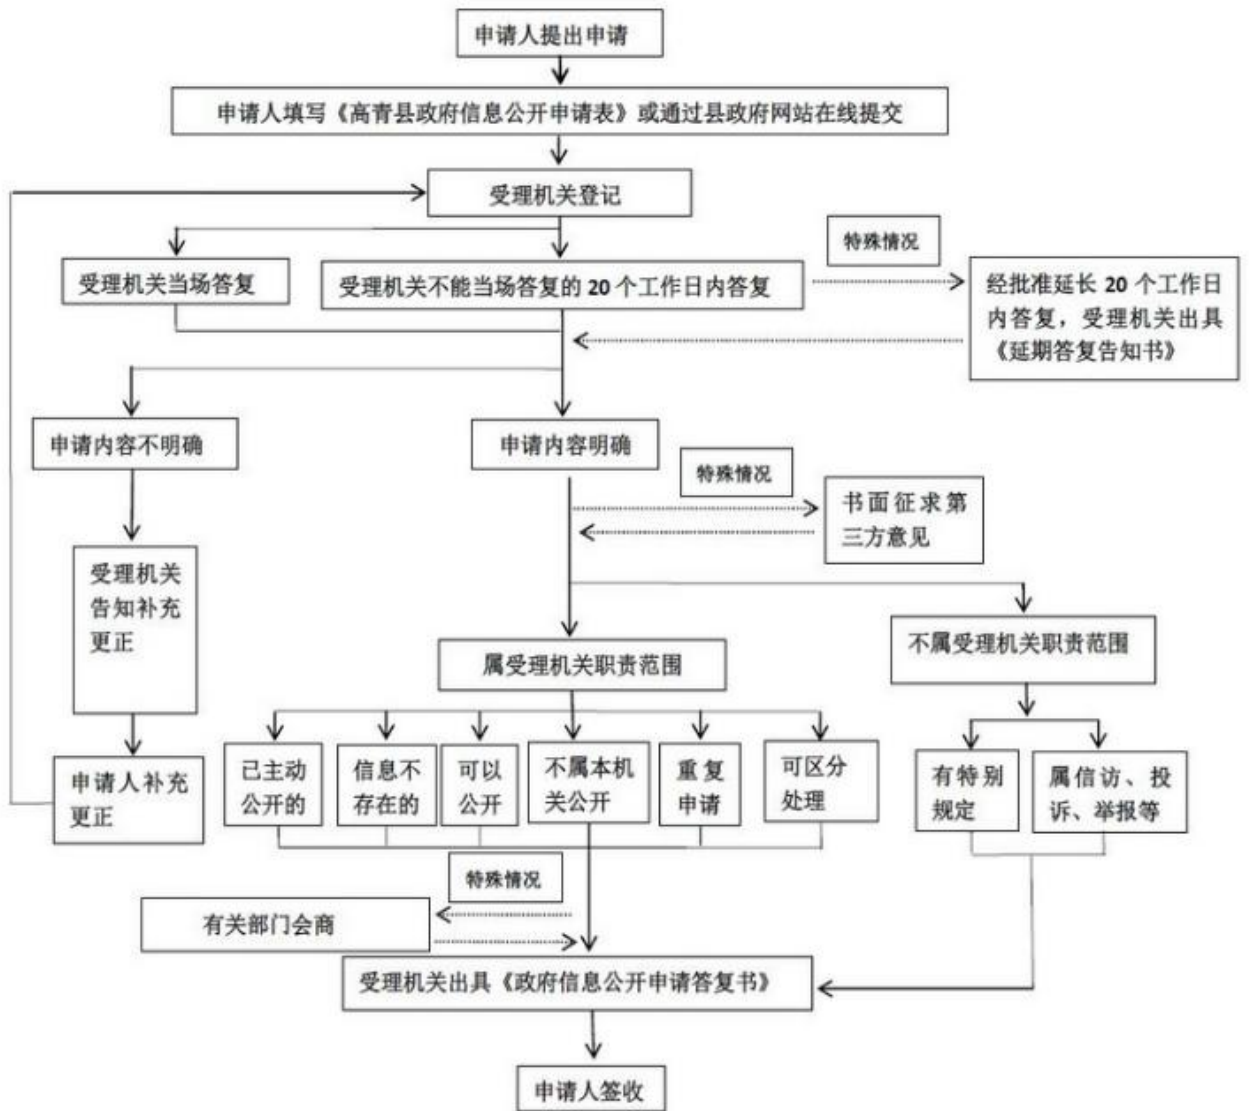 申请人提出申请
申请人填写《高青县政府信息公开申请表》或通过县政府网站在线提交
受理机关登记
特殊情况
受理机关当场答复
受理机关不能当场答复的 20 个工作日内答复
经批准延长 20 个工作日
内答复，受理机关出具
《延期答复告知书》
申请内容不明确
申请内容明确
特殊情况
书面征求第
三方意见
受理机关
告知补充
更正
属受理机关职责范围
不属受理机关职责范围
申请人补充
更正
已主动
公开的
信息不
存在的
可以
公开
不属本机
关公开
重复
申请
可区分
处理
有特别
规定
属信访、投
诉、举报等
特殊情况
有关部门会商
受理机关出具《政府信息公开申请答复书》
申请人签收